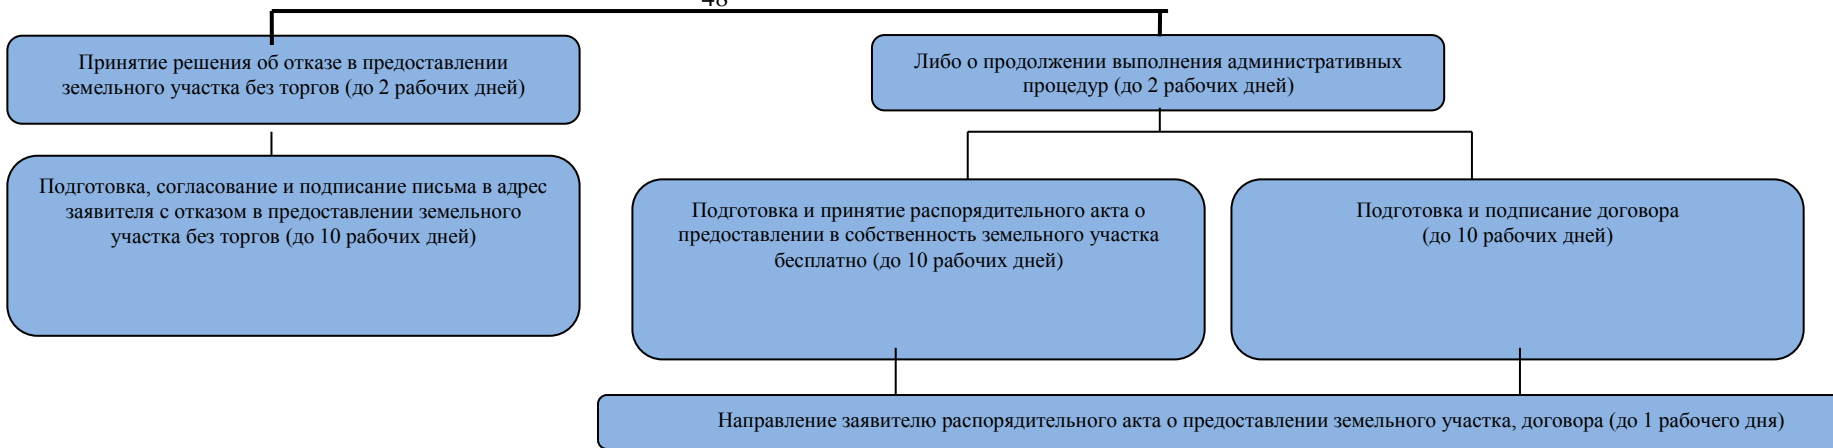 48
Принятие решения об отказе в предоставлении
земельного участка без торгов (до 2 рабочих дней)
Либо о продолжении выполнения административных
процедур (до 2 рабочих дней)
Подготовка, согласование и подписание письма в адрес
заявителя с отказом в предоставлении земельного
участка без торгов (до 10 рабочих дней)
Подготовка и принятие распорядительного акта о
предоставлении в собственность земельного участка
бесплатно (до 10 рабочих дней)
Подготовка и подписание договора
(до 10 рабочих дней)
Направление заявителю распорядительного акта о предоставлении земельного участка, договора (до 1 рабочего дня)